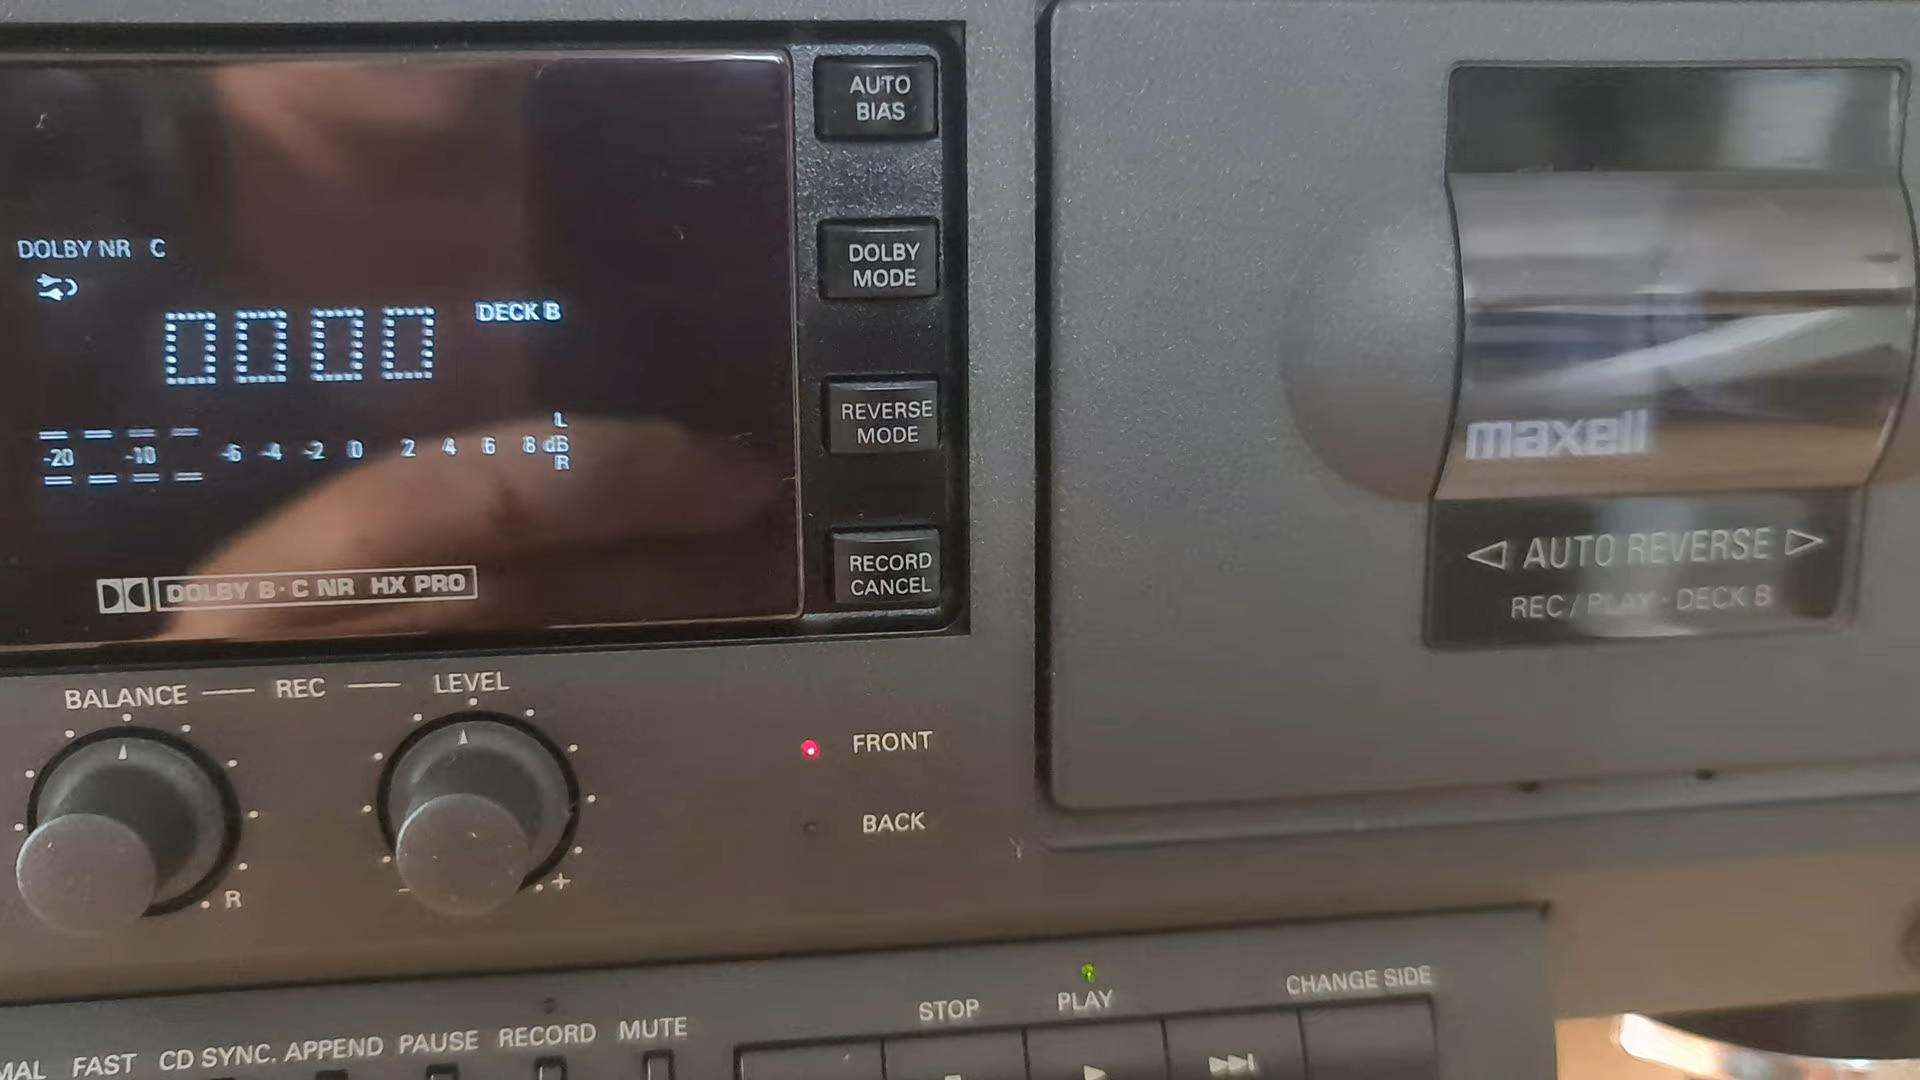 AUTO
BIAS
DOLBY NR C
DOLBY
MODE
0000
DECK B
REVERSE
MODE
L
-20 -10 -6 -4 -2 0 2 4 6 8 dB
R
maxell
AUTO REVERSE
REC / PLAY · DECK B
RECORD
CANCEL
DOLBY B·C NR HX PRO
BALANCE REC LEVEL
FRONT
BACK
R
- +
STOP
PLAY
CHANGE SIDE
FAST CD SYNC. APPEND PAUSE RECORD MUTE